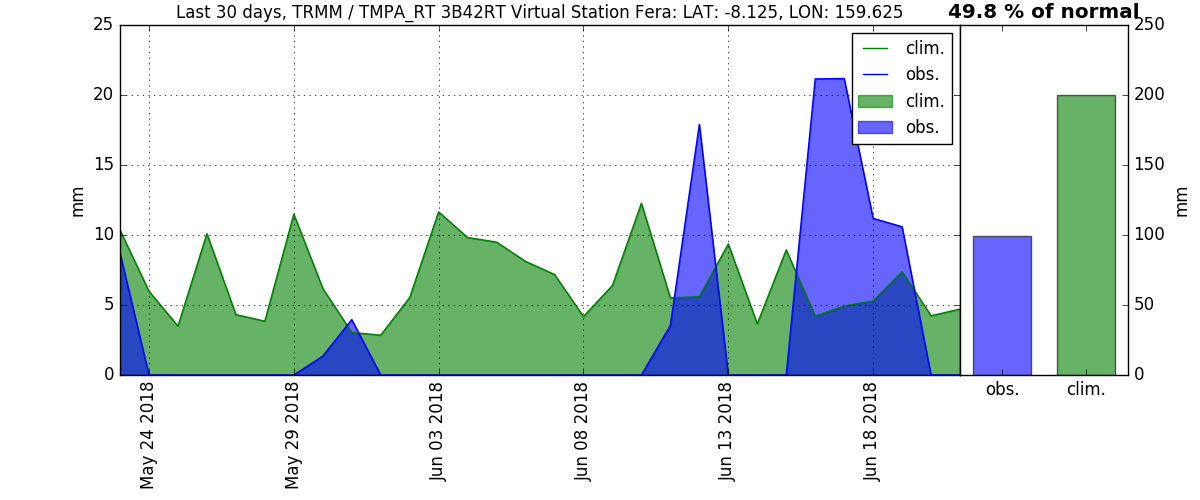 Last 30 days, TRMM / TMPA_RT 3B42RT Virtual Station Fera: LAT: -8.125, LON: 159.625
49.8 % of normal
25
20
15
10
5
0
mm
clim.
obs.
clim.
obs.
250
200
150
100
50
0
mm
May 24 2018
May 29 2018
Jun 03 2018
Jun 08 2018
Jun 13 2018
Jun 18 2018
obs.
clim.